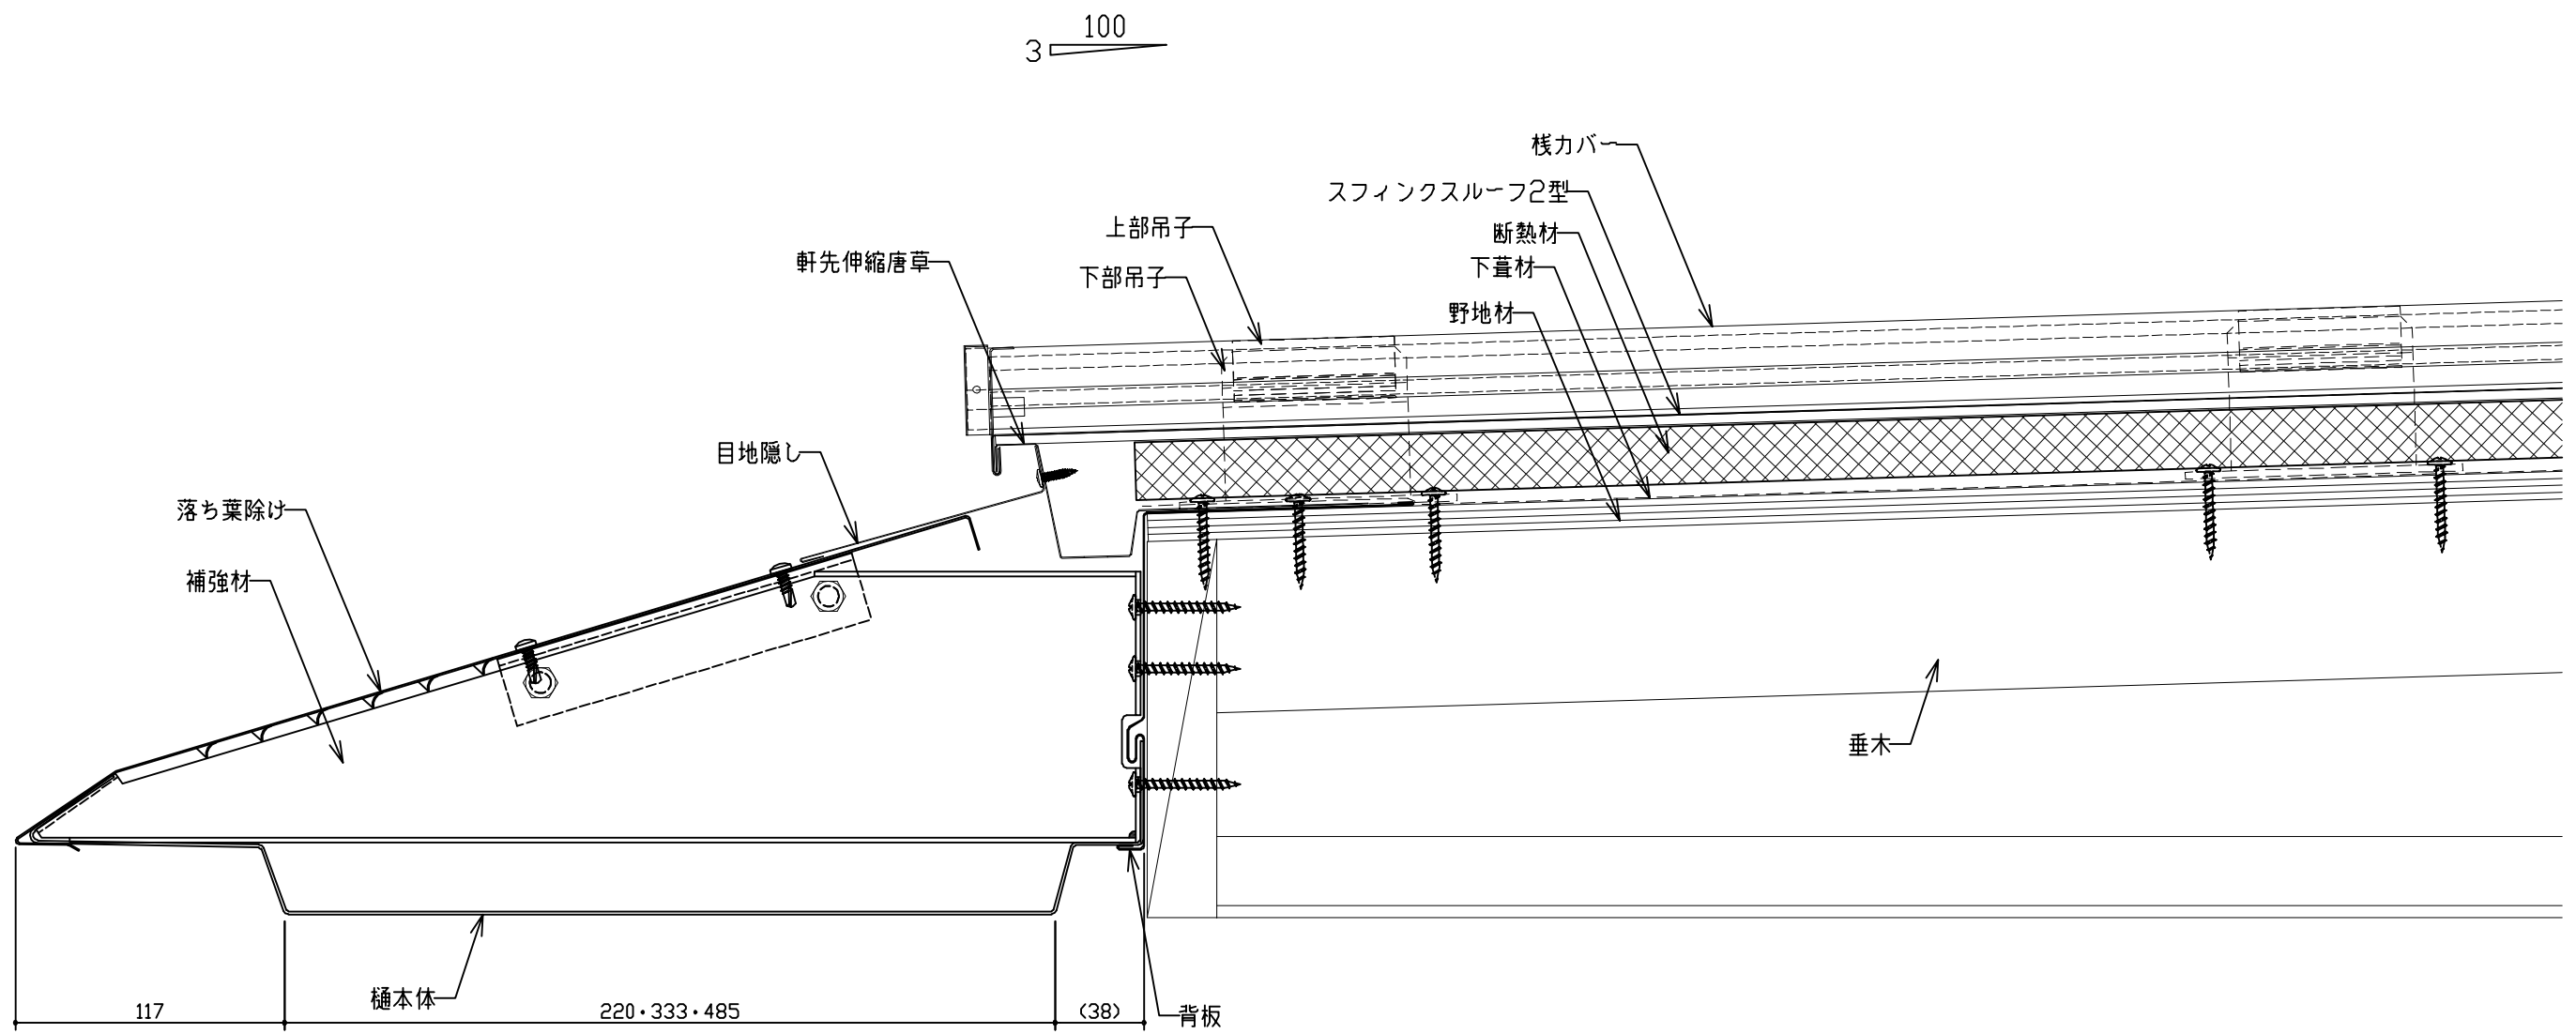 100
3
桟カバー
スフィンクスルーフ2型
上部吊子
断熱材
軒先伸縮唐草
下葺材
下部吊子
野地材
目地隠し
落ち葉除け
補強材
垂木
樋本体
117
220・333・485
(38)
背板